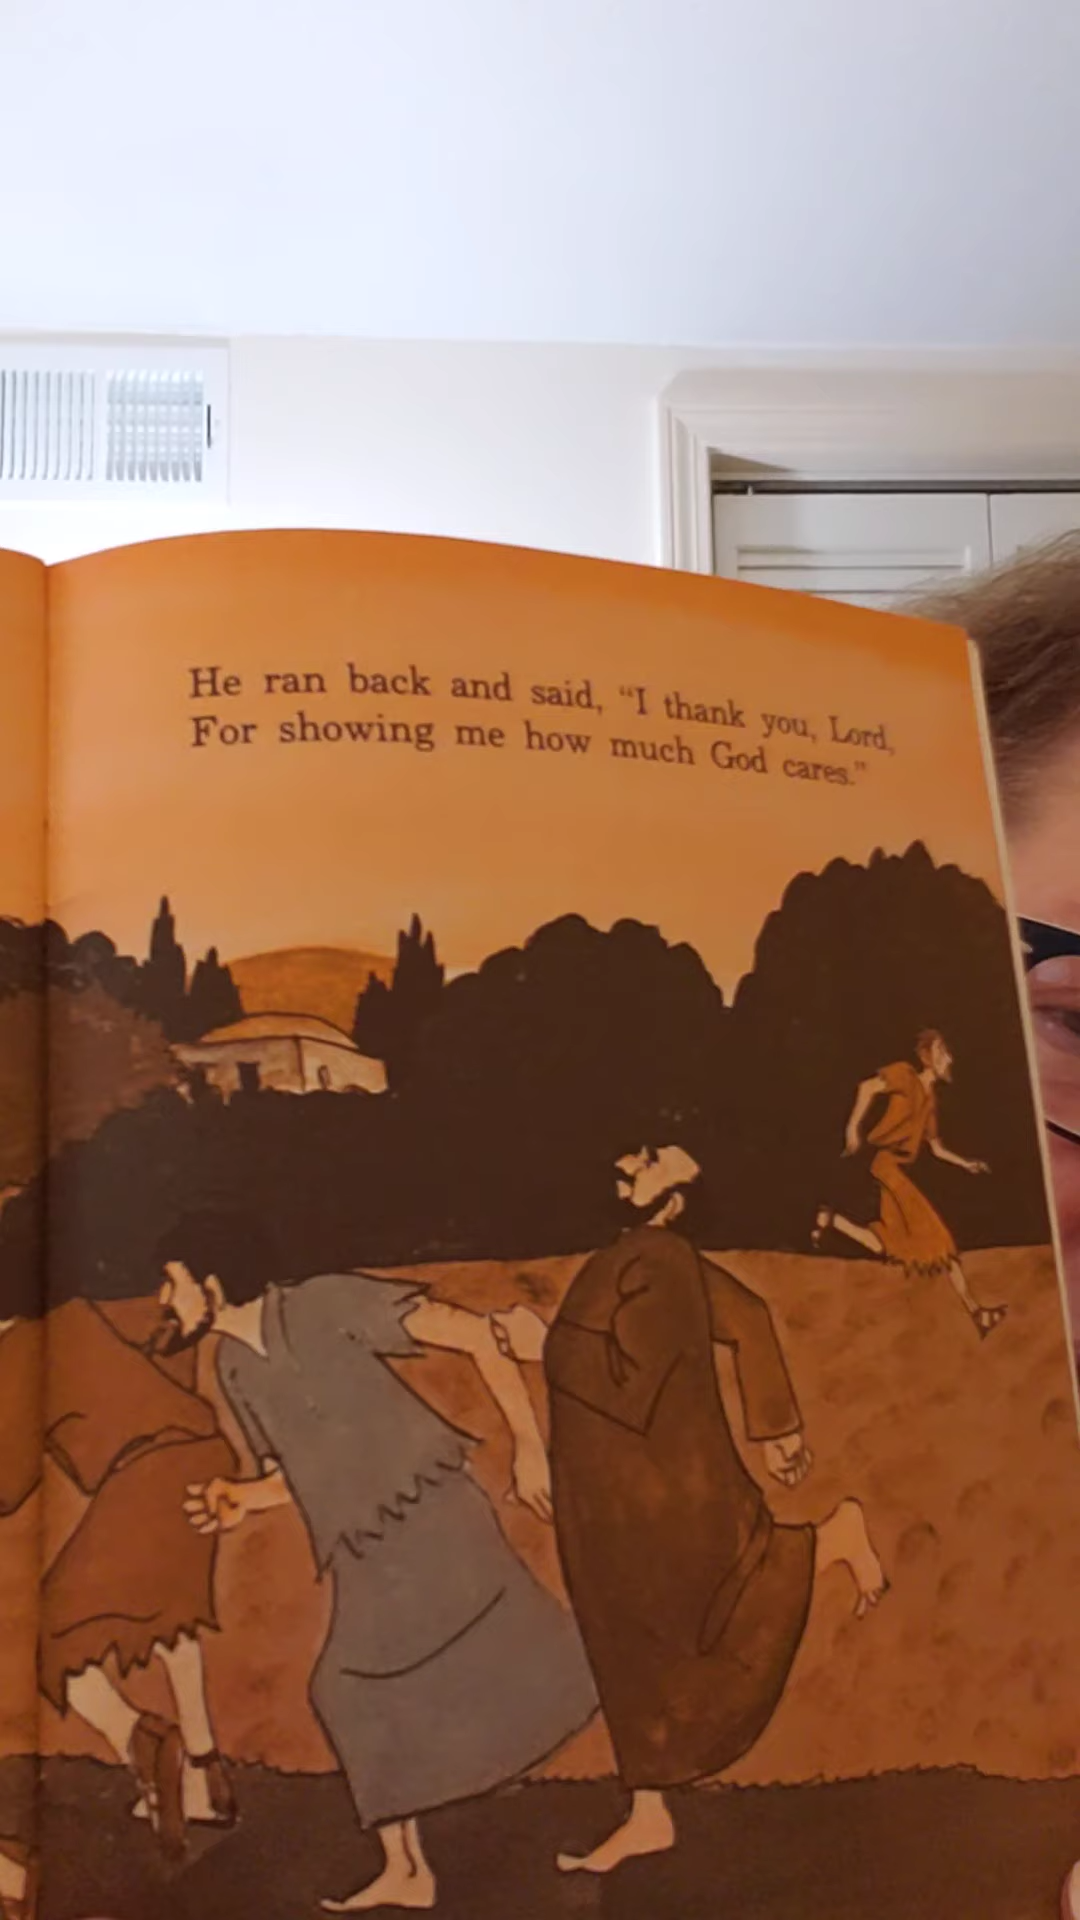 He ran back and said, “I thank you, Lord,
For showing me how much God cares.”